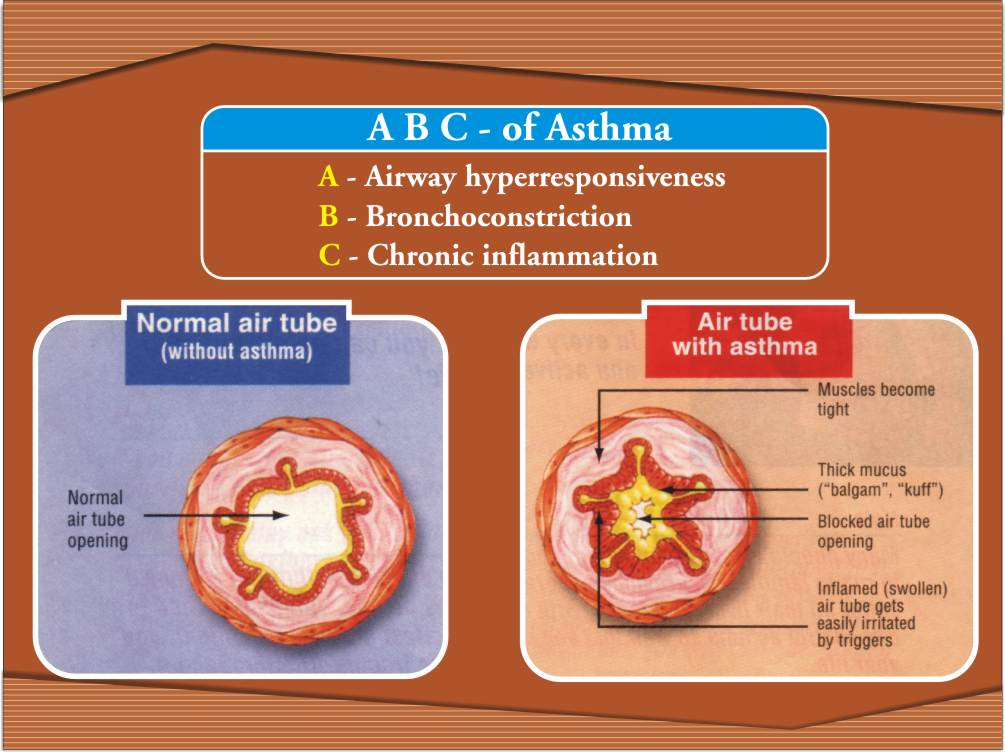 A B C - of Asthma
A - Airway hyperresponsiveness
B - Bronchoconstriction
C - Chronic inflammation
Normal air tube
(without asthma)
Normal
air tube
opening
Air tube
with asthma
Muscles become
tight
Thick mucus
("balgam", "kuff")
Blocked air tube
opening
Inflamed (swollen)
air tube gets
easily irritated
by triggers